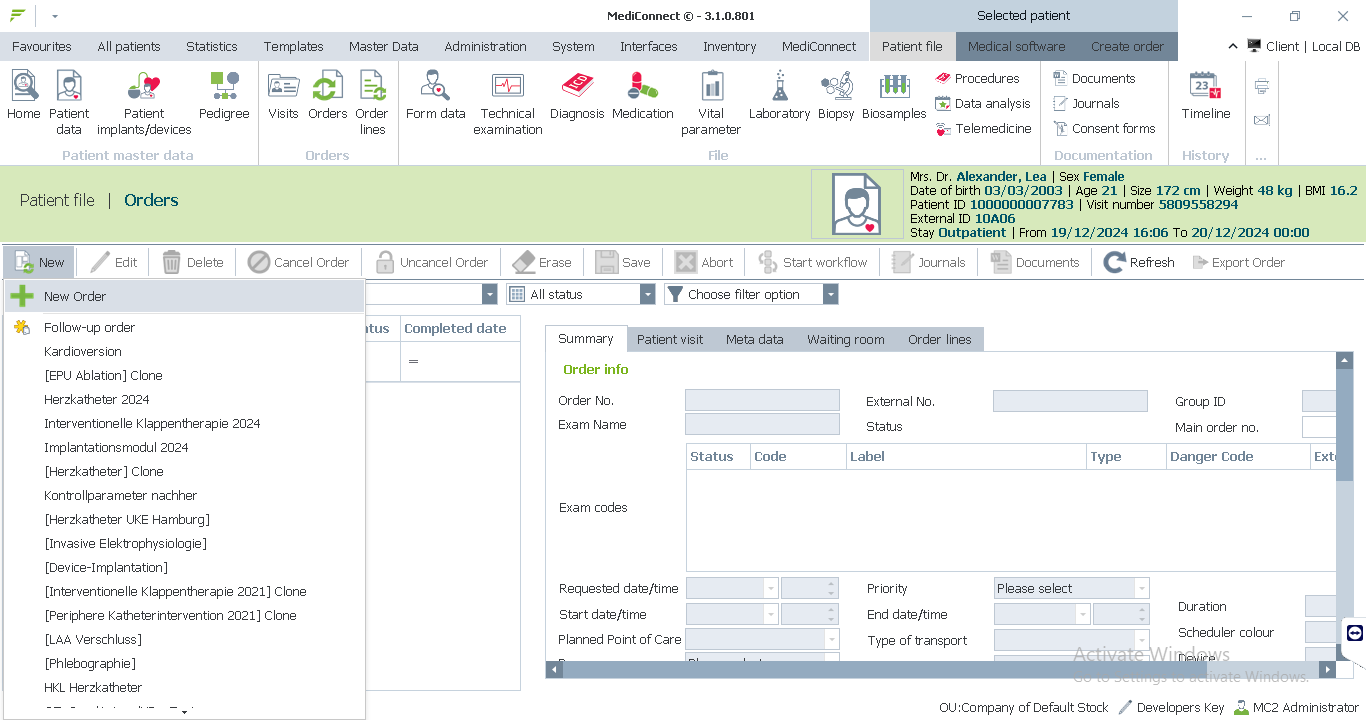 MediConnect © - 3.1.0.801
Selected patient
Favourites All patients Statistics Templates Master Data Administration System Interfaces Inventory MediConnect Patient file Medical software Create order Client | Local DB
Home Patient data Patient implants/devices Pedigree
Patient master data
Visits Orders Order lines
Orders
Form data Technical examination Diagnosis Medication Vital parameter Laboratory Biopsy Biosamples
Procedures
Data analysis
Telemedicine
File
Documents
Journals
Consent forms
Documentation
23
Timeline
History
...
Patient file | Orders
Mrs. Dr. Alexander, Lea | Sex Female
Date of birth 03/03/2003 | Age 21 | Size 172 cm | Weight 48 kg | BMI 16.2
Patient ID 1000000007783 | Visit number 5809558294
External ID 10A06
Stay Outpatient | From 19/12/2024 16:06 To 20/12/2024 00:00
New Edit Delete Cancel Order Uncancel Order Erase Save Abort Start workflow Journals Documents Refresh Export Order
New Order
Follow-up order
Kardioversion
[EPU Ablation] Clone
Herzkatheter 2024
Interventionelle Klappentherapie 2024
Implantationsmodul 2024
[Herzkatheter] Clone
Kontrollparameter nachher
[Herzkatheter UKE Hamburg]
[Invasive Elektrophysiologie]
[Device-Implantation]
[Interventionelle Klappentherapie 2021] Clone
[Periphere Katheterintervention 2021] Clone
[LAA Verschluss]
[Phlebographie]
HKL Herzkatheter
All status Choose filter option
atus Completed date
=
Summary Patient visit Meta data Waiting room Order lines
Order info
Order No. External No. Group ID
Exam Name Status Main order no.
Status Code Label Type Danger Code Exte
Exam codes
Requested date/time Priority Please select
Start date/time End date/time Duration
Planned Point of Care Type of transport Scheduler colour
Device
Activate Windows
Go to Settings to activate Windows.
OU:Company of Default Stock Developers Key MC2 Administrator